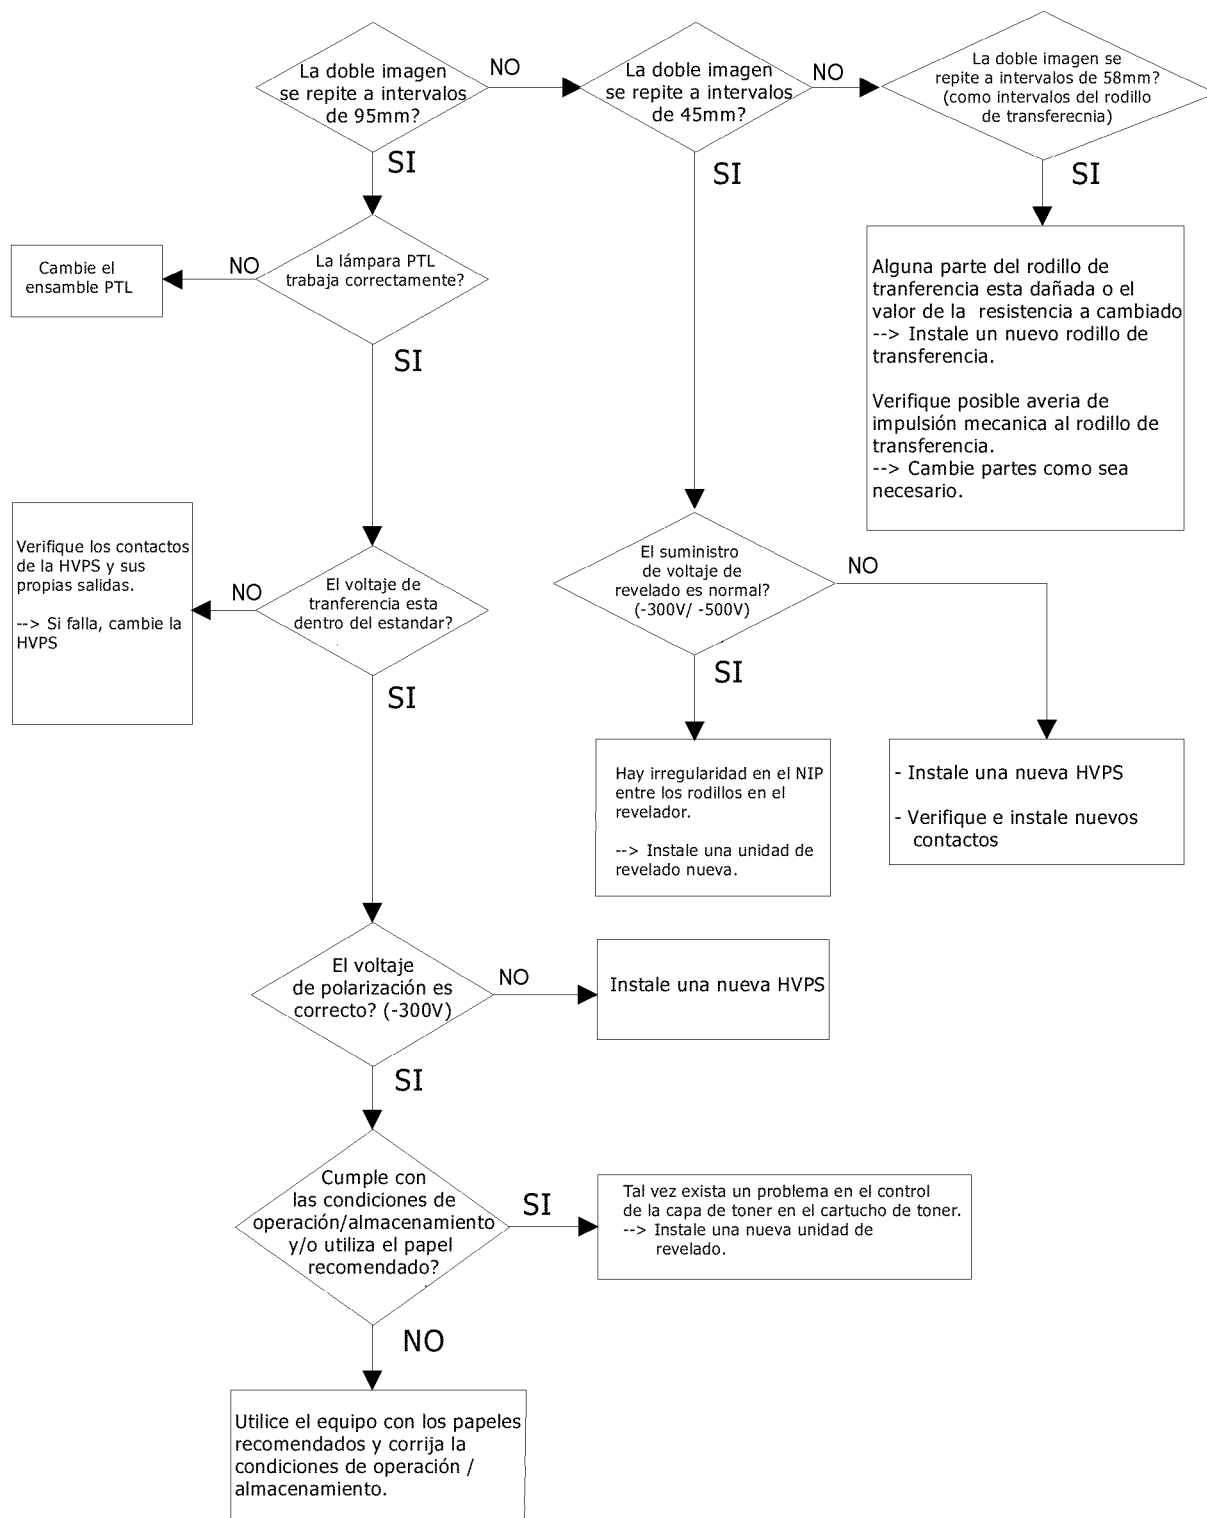 La doble imagen
se repite a intervalos
de 95mm?
NO
La doble imagen
se repite a intervalos
de 45mm?
NO
La doble imagen se
repite a intervalos de 58mm?
(como intervalos del rodillo
de transferecnia)
SI
SI
SI
Cambie el
ensamble PTL
NO
La lámpara PTL
trabaja correctamente?
SI
Alguna parte del rodillo de
tranferencia esta dañada o el
valor de la resistencia a cambiado
--> Instale un nuevo rodillo de
transferencia.
Verifique posible averia de
impulsión mecanica al rodillo de
transferencia.
--> Cambie partes como sea
necesario.
Verifique los contactos
de la HVPS y sus
propias salidas.
--> Si falla, cambie la
HVPS
NO
El voltaje de
tranferencia esta
dentro del estandar?
SI
El suministro
de voltaje de
revelado es normal?
(-300V/ -500V)
NO
SI
Hay irregularidad en el NIP
entre los rodillos en el
revelador.
--> Instale una unidad de
revelado nueva.
- Instale una nueva HVPS
- Verifique e instale nuevos
contactos
El voltaje
de polarización es
correcto? (-300V)
NO
Instale una nueva HVPS
SI
Cumple con
las condiciones de
operación/almacenamiento
y/o utiliza el papel
recomendado?
SI
Tal vez exista un problema en el control
de la capa de toner en el cartucho de toner.
--> Instale una nueva unidad de
revelado.
NO
Utilice el equipo con los papeles
recomendados y corrija la
condiciones de operación /
almacenamiento.